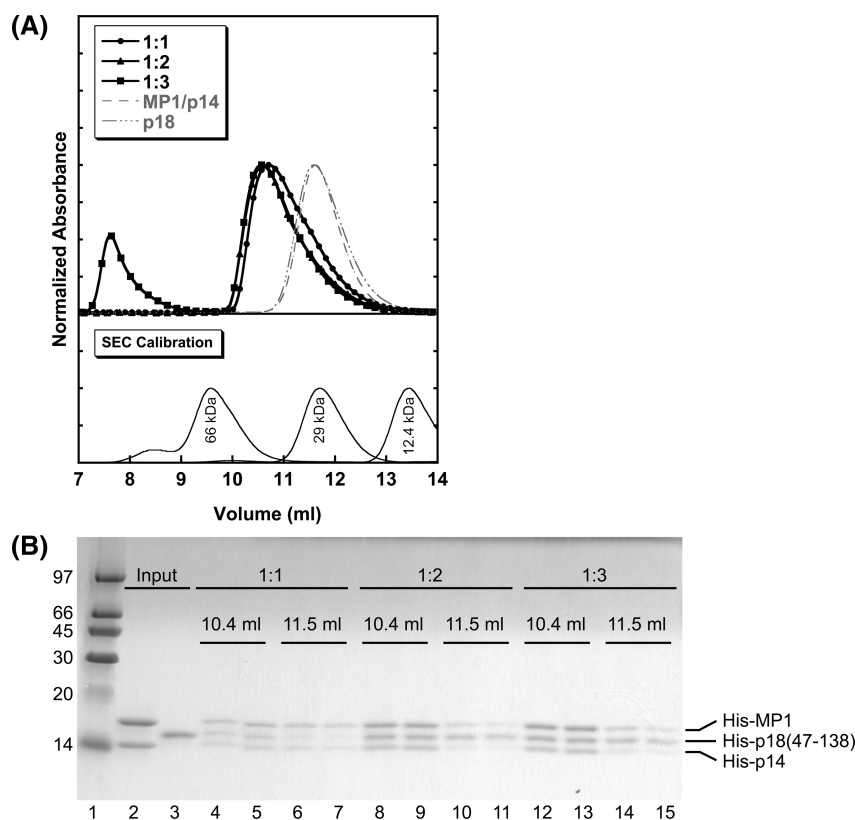 (A)
1:1
1:2
1:3
MP1/p14
p18
Normalized Absorbance
SEC Calibration
66 kDa
29 kDa
12.4 kDa
7 8 9 10 11 12 13 14
Volume (ml)
(B)
97
66
45
30
20
14
Input 1:1 1:2 1:3
10.4 ml 11.5 ml 10.4 ml 11.5 ml 10.4 ml 11.5 ml
His-MP1
His-p18(47-138)
His-p14
1 2 3 4 5 6 7 8 9 10 11 12 13 14 15